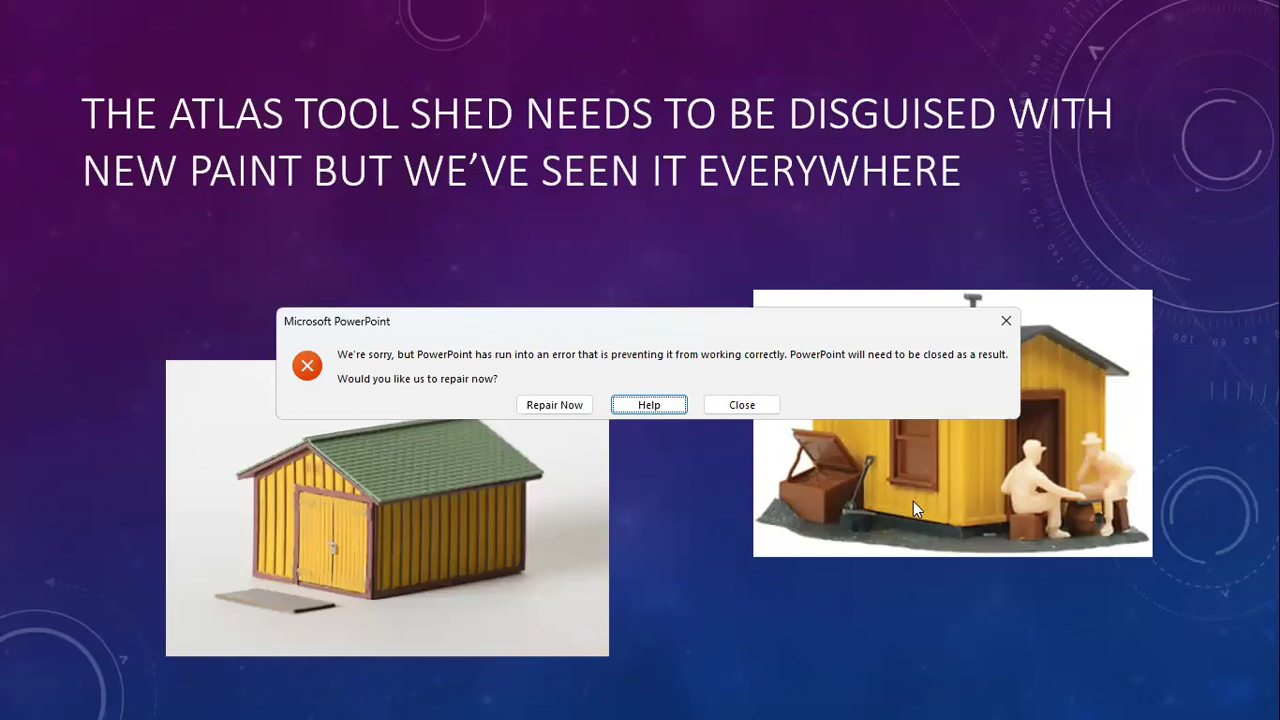 THE ATLAS TOOL SHED NEEDS TO BE DISGUISED WITH
NEW PAINT BUT WE’VE SEEN IT EVERYWHERE
Microsoft PowerPoint
We're sorry, but PowerPoint has run into an error that is preventing it from working correctly. PowerPoint will need to be closed as a result.
Would you like us to repair now?
Repair Now
Help
Close